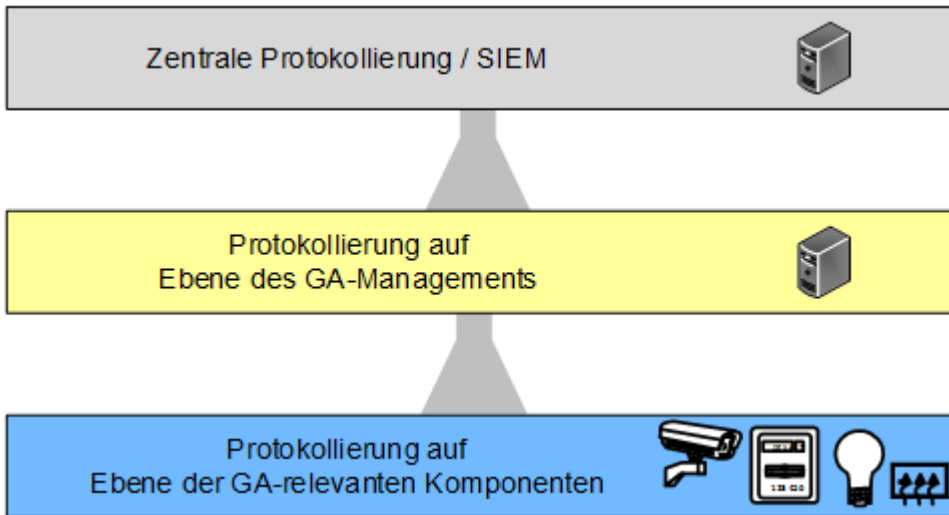 Zentrale Protokollierung / SIEM
Protokollierung auf
Ebene des GA-Managements
Protokollierung auf
Ebene der GA-relevanten Komponenten